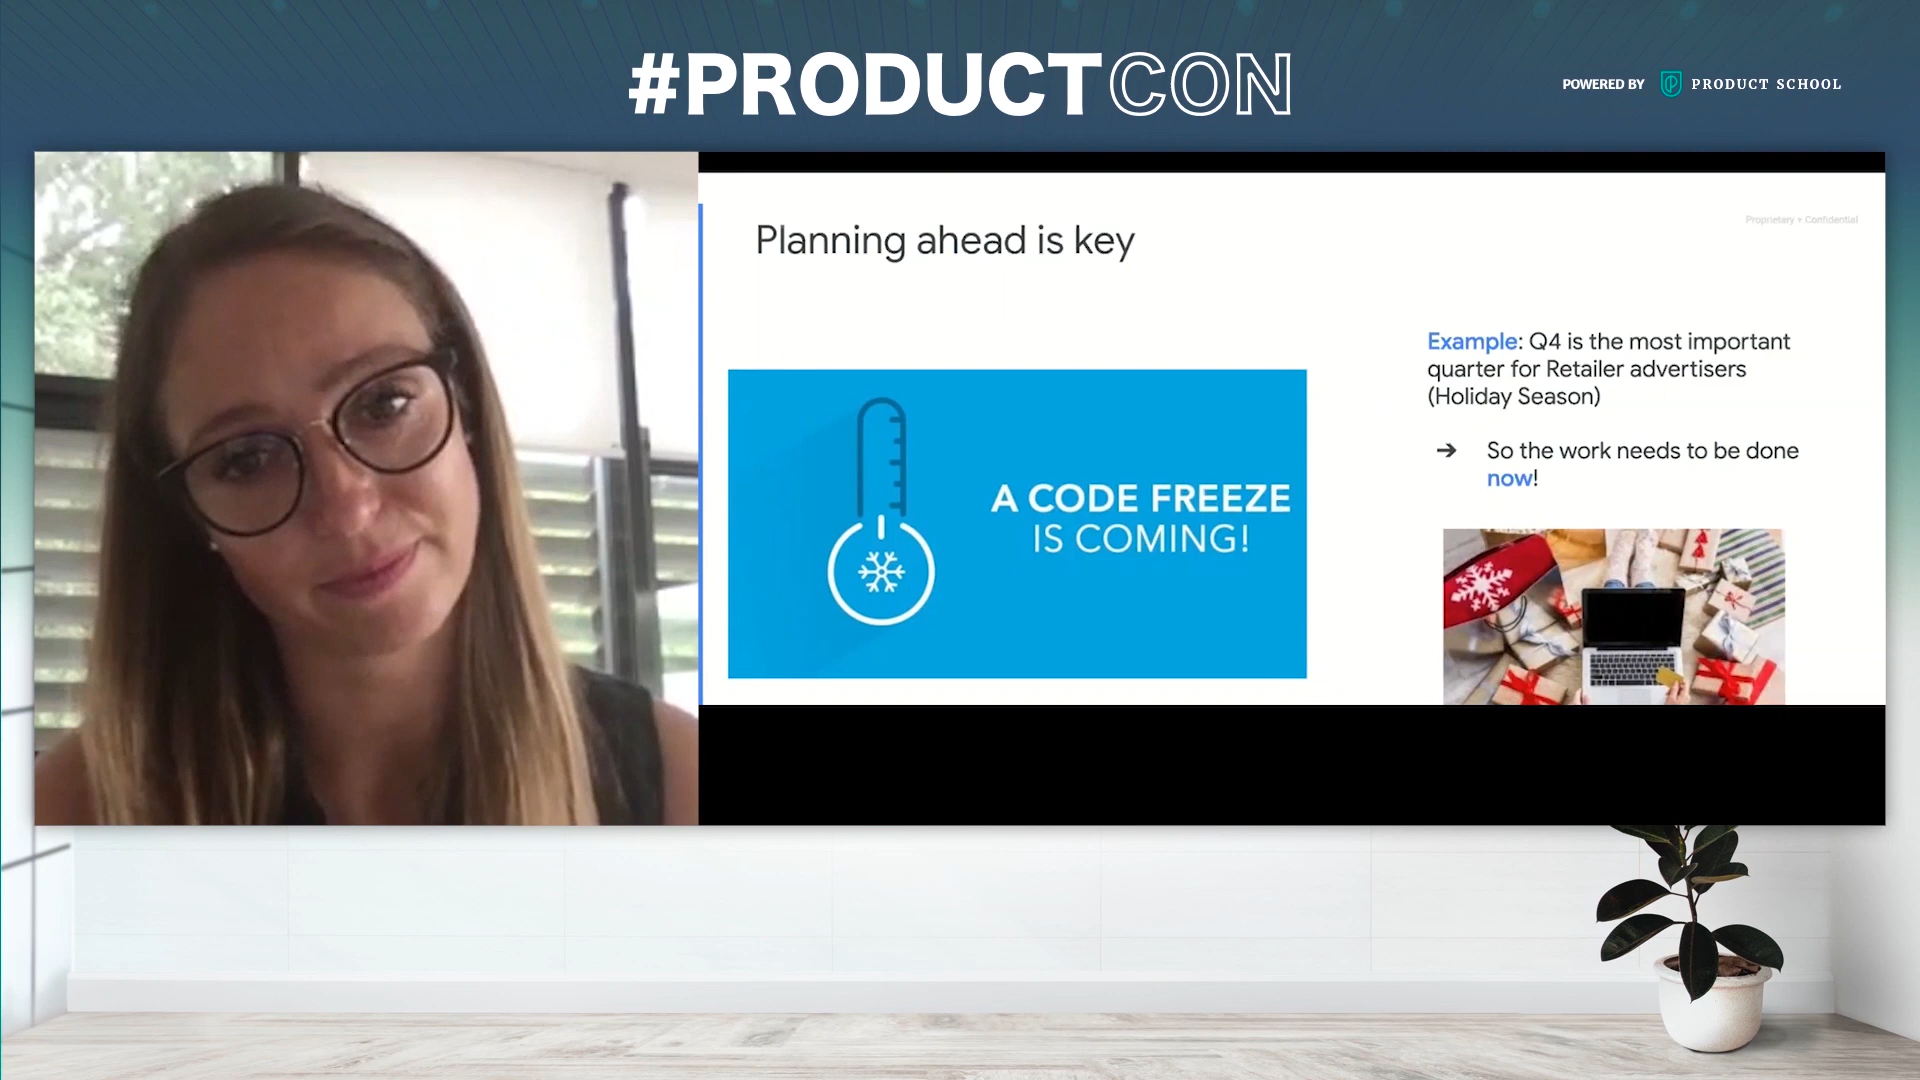 #PRODUCTCON
POWERED BY PRODUCT SCHOOL
Planning ahead is key
Proprietary + Confidential
Example: Q4 is the most important
quarter for Retailer advertisers
(Holiday Season)
➔ So the work needs to be done
now!
A CODE FREEZE
IS COMING!